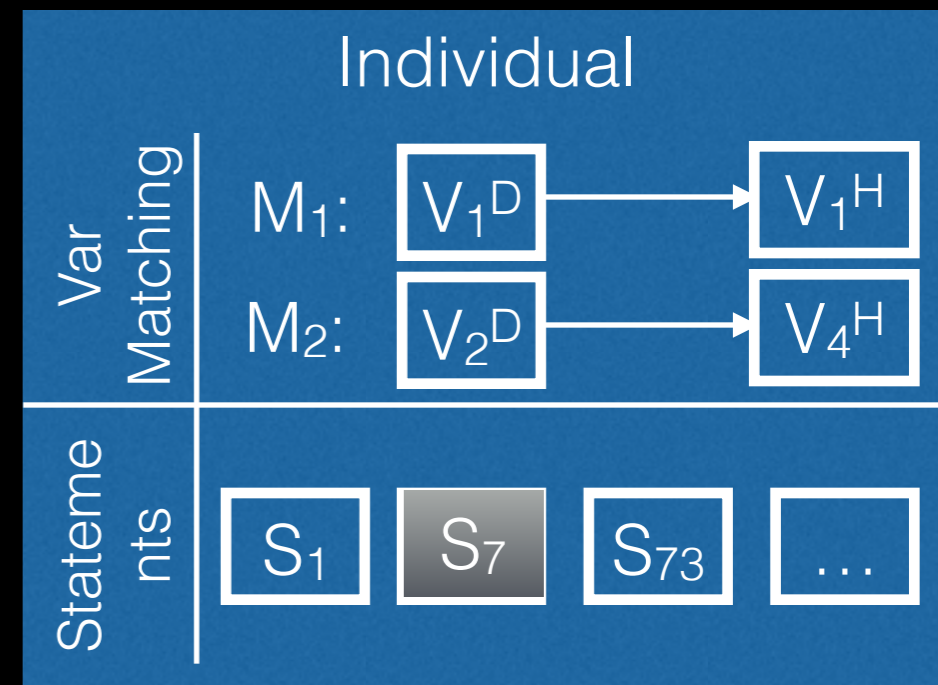 Individual
Var
Matching
M₁: V₁ᴰ V₁ᴴ
M₂: V₂ᴰ V₄ᴴ
Stateme
nts
S₁ S₇ S₇₃ ...